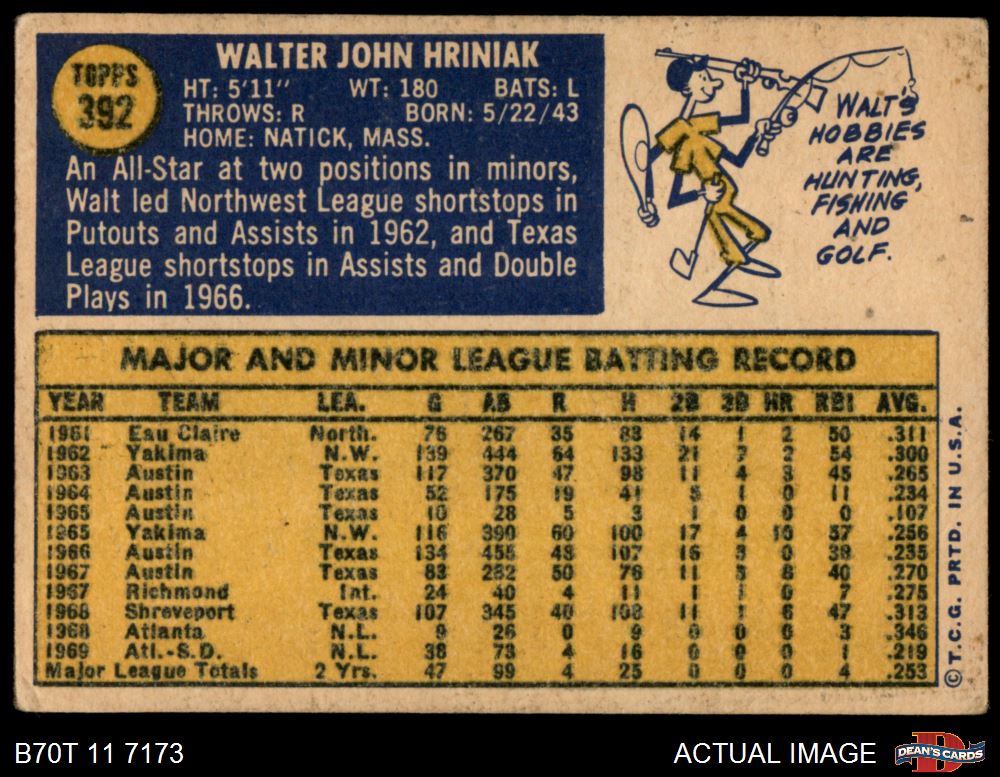 TOPPS
392
WALTER JOHN HRINIAK
HT: 5'11" WT: 180 BATS: L
THROWS: R BORN: 5/22/43
HOME: NATICK, MASS.
An All-Star at two positions in minors,
Walt led Northwest League shortstops in
Putouts and Assists in 1962, and Texas
League shortstops in Assists and Double
Plays in 1966.
WALT'S
HOBBIES
ARE
HUNTING,
FISHING
AND
GOLF.
MAJOR AND MINOR LEAGUE BATTING RECORD
YEAR TEAM LEA. G AB R H 2B 3B HR RBI AVG.
1961 Eau Claire North. 76 267 35 83 14 1 2 50 .311
1962 Yakima N.W. 139 444 64 133 21 2 54 .300
1963 Austin Texas 117 370 47 98 11 4 3 45 .265
1964 Austin Texas 52 175 19 41 1 0 11 .234
1965 Austin Texas 10 28 5 3 1 0 0 0 .107
1965 Yakima N.W. 116 390 60 100 17 4 10 57 .256
1966 Austin Texas 134 455 48 107 16 3 0 38 .235
1967 Austin Texas 83 282 50 76 11 3 40 .270
1967 Richmond Int. 24 40 4 11 1 1 0 7 .275
1968 Shreveport Texas 107 345 40 108 11 1 47 .313
1968 Atlanta N.L. 9 26 0 9 0 0 0 3 .346
1969 Atl.-S.D. N.L. 38 73 4 16 0 0 0 1 .219
Major League Totals 2 Yrs. 47 99 4 25 0 0 0 4 .253
© T.C.G. PRTD. IN U.S.A.
B70T 11 7173
ACTUAL IMAGE
DEAN'S CARDS